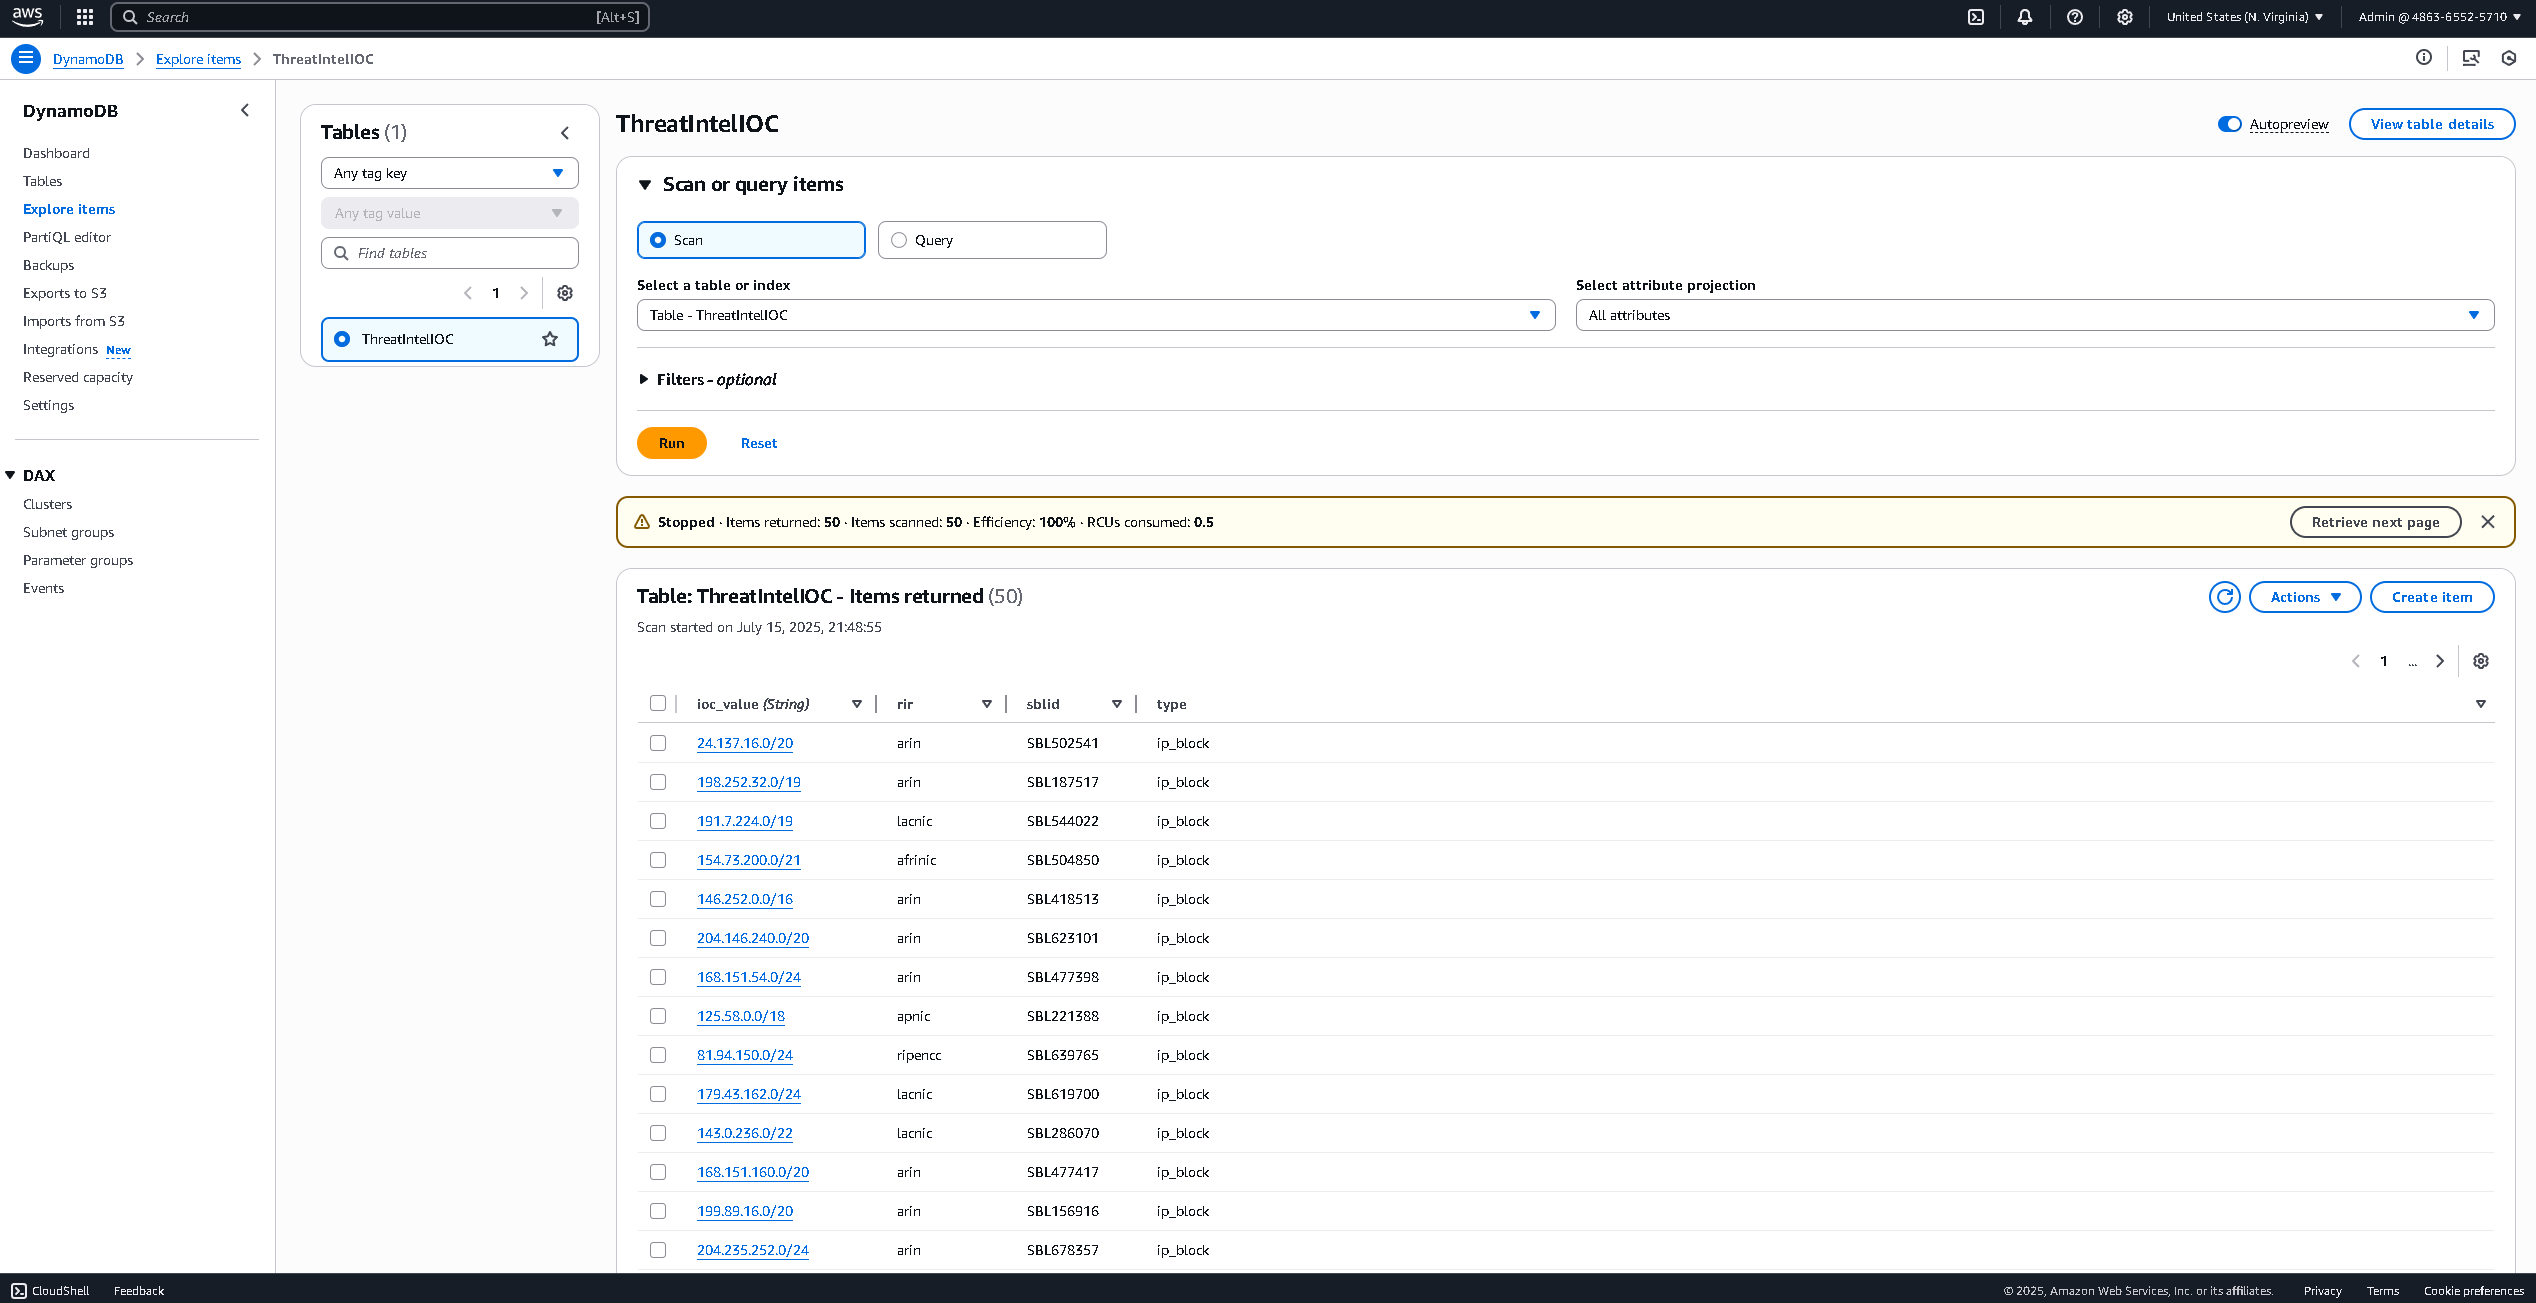 aws
Search
[Alt+S]
United States (N. Virginia)
Admin @ 4863-6552-5710
DynamoDB
Explore items
ThreatIntelIOC
DynamoDB
Dashboard
Tables
Explore items
PartiQL editor
Backups
Exports to S3
Imports from S3
Integrations New
Reserved capacity
Settings
DAX
Clusters
Subnet groups
Parameter groups
Events
Tables (1)
Any tag key
Any tag value
Find tables
1
ThreatIntelIOC
ThreatIntelIOC
Autopreview
View table details
Scan or query items
Scan
Query
Select a table or index
Table - ThreatIntelIOC
Select attribute projection
All attributes
Filters - optional
Run
Reset
Stopped · Items returned: 50 · Items scanned: 50 · Efficiency: 100% · RCUs consumed: 0.5
Retrieve next page
Table: ThreatIntelIOC - Items returned (50)
Scan started on July 15, 2025, 21:48:55
Actions
Create item
1 ...
ioc_value (String) rir sblid type
24.137.16.0/20 arin SBL502541 ip_block
198.252.32.0/19 arin SBL187517 ip_block
191.7.224.0/19 lacnic SBL544022 ip_block
154.73.200.0/21 afrinic SBL504850 ip_block
146.252.0.0/16 arin SBL418513 ip_block
204.146.240.0/20 arin SBL623101 ip_block
168.151.54.0/24 arin SBL477398 ip_block
125.58.0.0/18 apnic SBL221388 ip_block
81.94.150.0/24 ripencc SBL639765 ip_block
179.43.162.0/24 lacnic SBL619700 ip_block
143.0.236.0/22 lacnic SBL286070 ip_block
168.151.160.0/20 arin SBL477417 ip_block
199.89.16.0/20 arin SBL156916 ip_block
204.235.252.0/24 arin SBL678357 ip_block
CloudShell
Feedback
© 2025, Amazon Web Services, Inc. or its affiliates.
Privacy
Terms
Cookie preferences